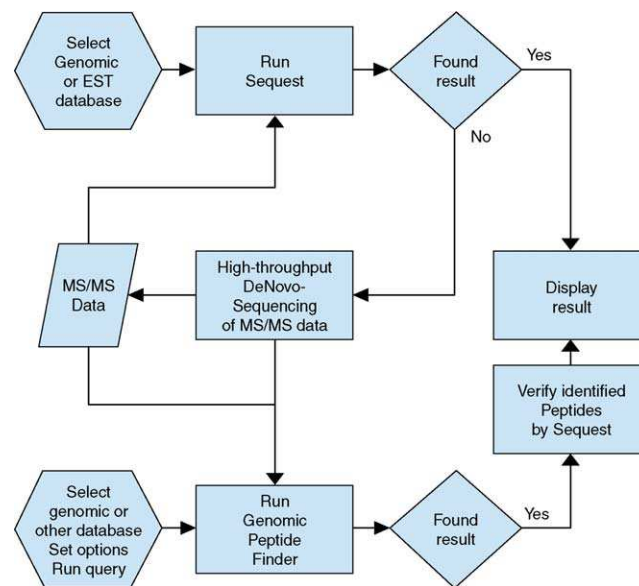 Select
Genomic
or EST
database
Run
Sequest
Found
result
Yes
No
MS/MS
Data
High-throughput
DeNovo-
Sequencing
of MS/MS data
Display
result
Verify identified
Peptides
by Sequest
Select
genomic or
other database
Set options
Run query
Run
Genomic
Peptide
Finder
Found
result
Yes